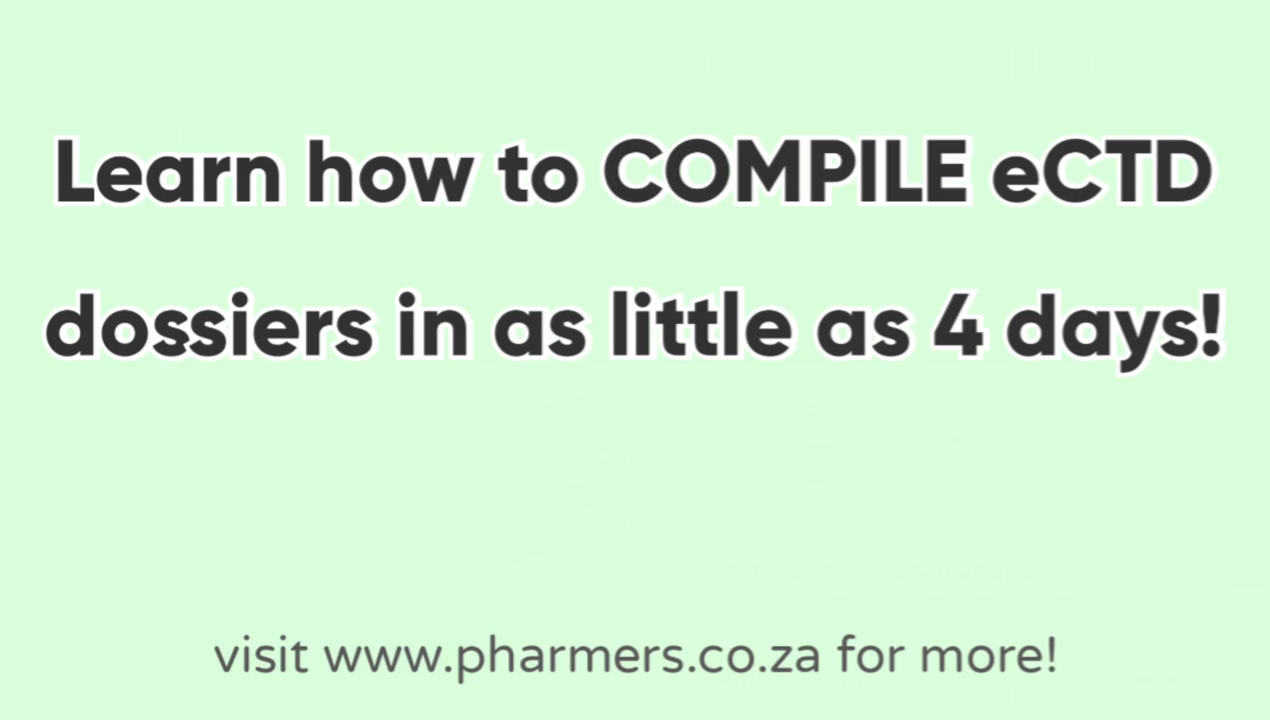 Learn how to COMPILE eCTD
dossiers in as little as 4 days!
visit www.pharmers.co.za for more!